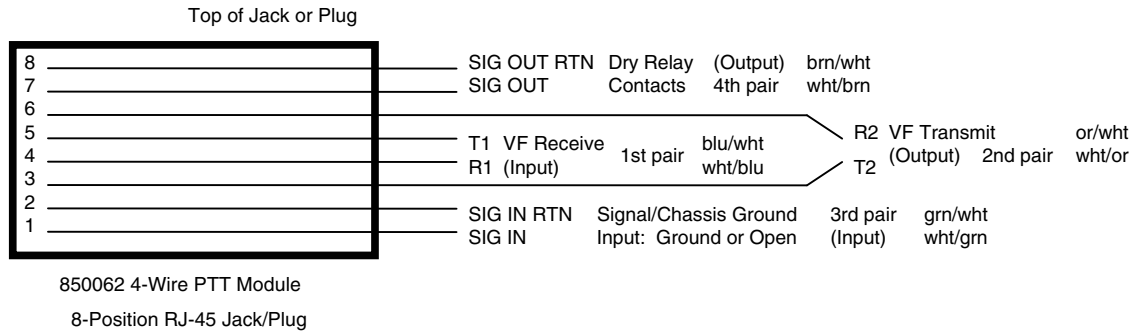 Top of Jack or Plug
8 SIG OUT RTN Dry Relay (Output) brn/wht
7 SIG OUT Contacts 4th pair wht/brn
6 R2 VF Transmit or/wht
5 T1 VF Receive blu/wht
(Output) 2nd pair wht/or
1st pair
4 R1 (Input) wht/blu
3 T2
2 SIG IN RTN Signal/Chassis Ground 3rd pair grn/wht
1 SIG IN Input: Ground or Open (Input) wht/grn
850062 4-Wire PTT Module
8-Position RJ-45 Jack/Plug